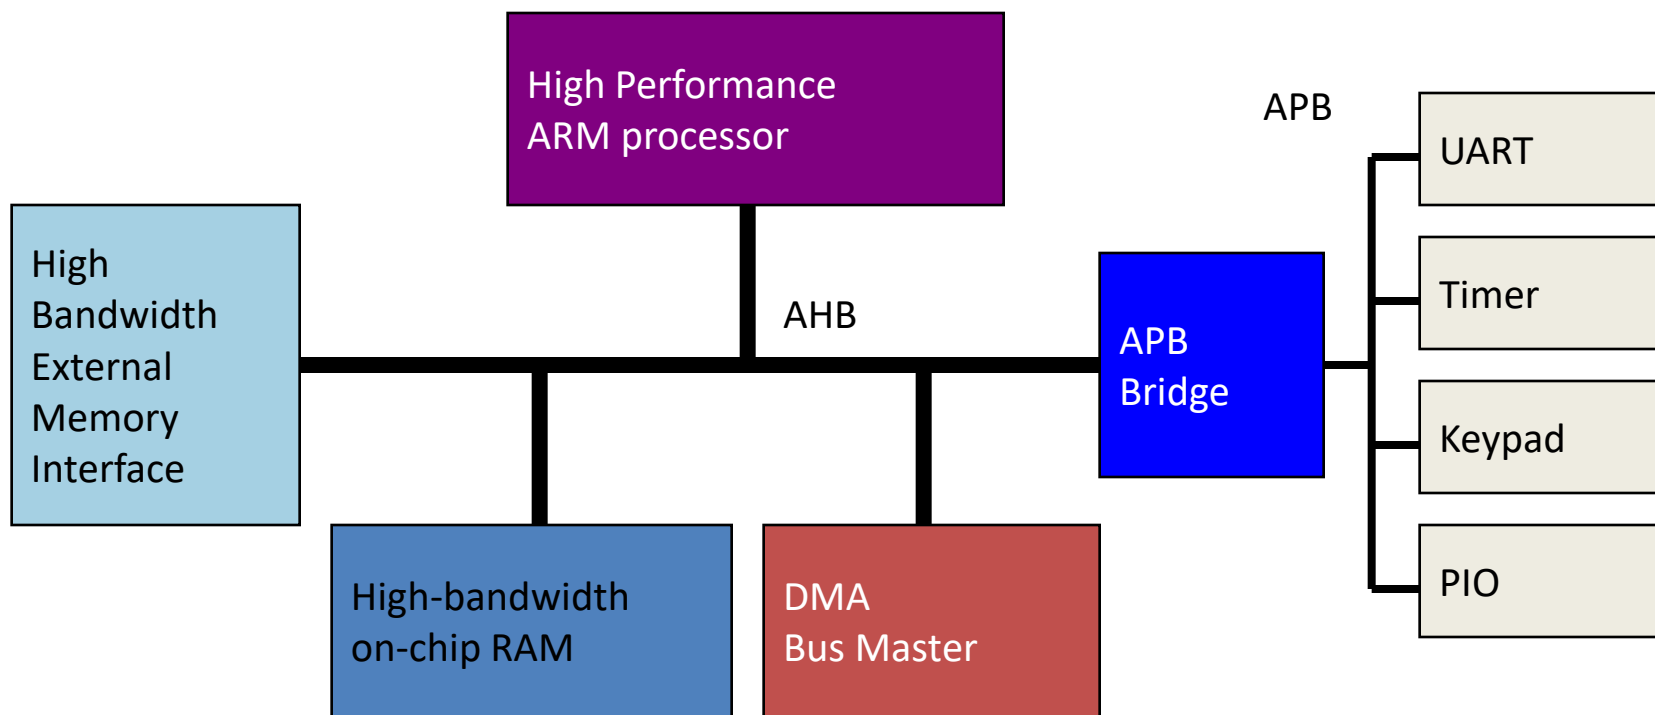 High Performance
ARM processor
APB
UART
High
Bandwidth
External
Memory
Interface
AHB
APB
Bridge
Timer
Keypad
High-bandwidth
on-chip RAM
DMA
Bus Master
PIO